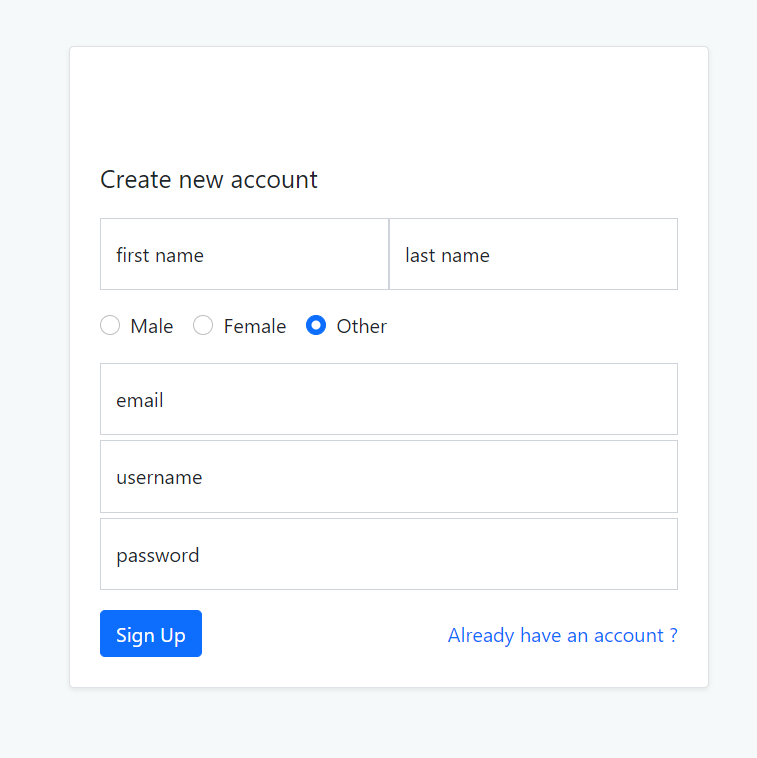 Create new account
first name last name
Male Female Other
email
username
password
Sign Up Already have an account ?